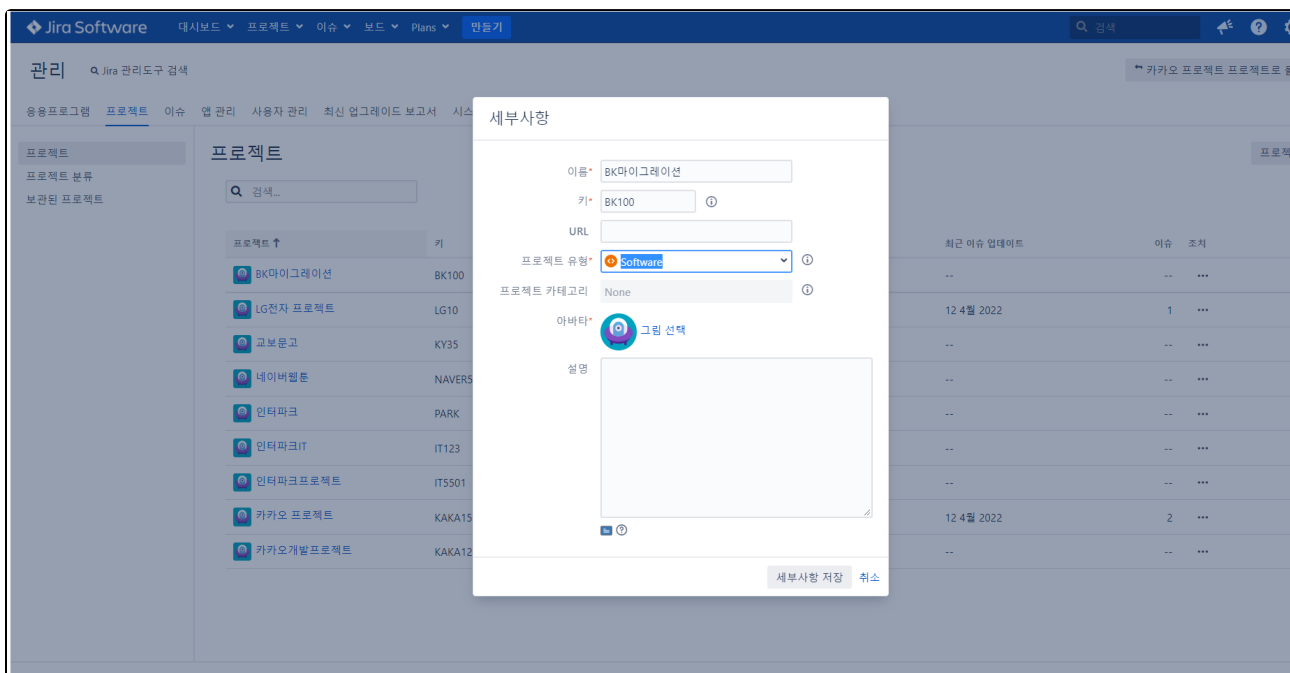 Jira Software 대시보드 프로젝트 이슈 보드 Plans 만들기 검색
관리 Jira 관리도구 검색 카카오 프로젝트 프로젝트로
응용프로그램 프로젝트 이슈 앱 관리 사용자 관리 최신 업그레이드 보고서 시스
프로젝트
프로젝트 분류
보관된 프로젝트
프로젝트
프로젝
검색...
프로젝트 키 최근 이슈 업데이트 이슈 조치
BK마이그레이션 BK100 -- -- •••
LG전자 프로젝트 LG10 12 4월 2022 1 •••
교보문고 KY35 -- -- •••
네이버웹툰 NAVER5 -- -- •••
인터파크 PARK -- -- •••
인터파크IT IT123 -- -- •••
인터파크프로젝트 IT5501 -- -- •••
카카오 프로젝트 KAKA15 12 4월 2022 2 •••
카카오개발프로젝트 KAKA12 -- -- •••
세부사항
이름* BK마이그레이션
키* BK100
URL
프로젝트 유형* Software
프로젝트 카테고리 None
아바타* 그림 선택
설명
세부사항 저장 취소